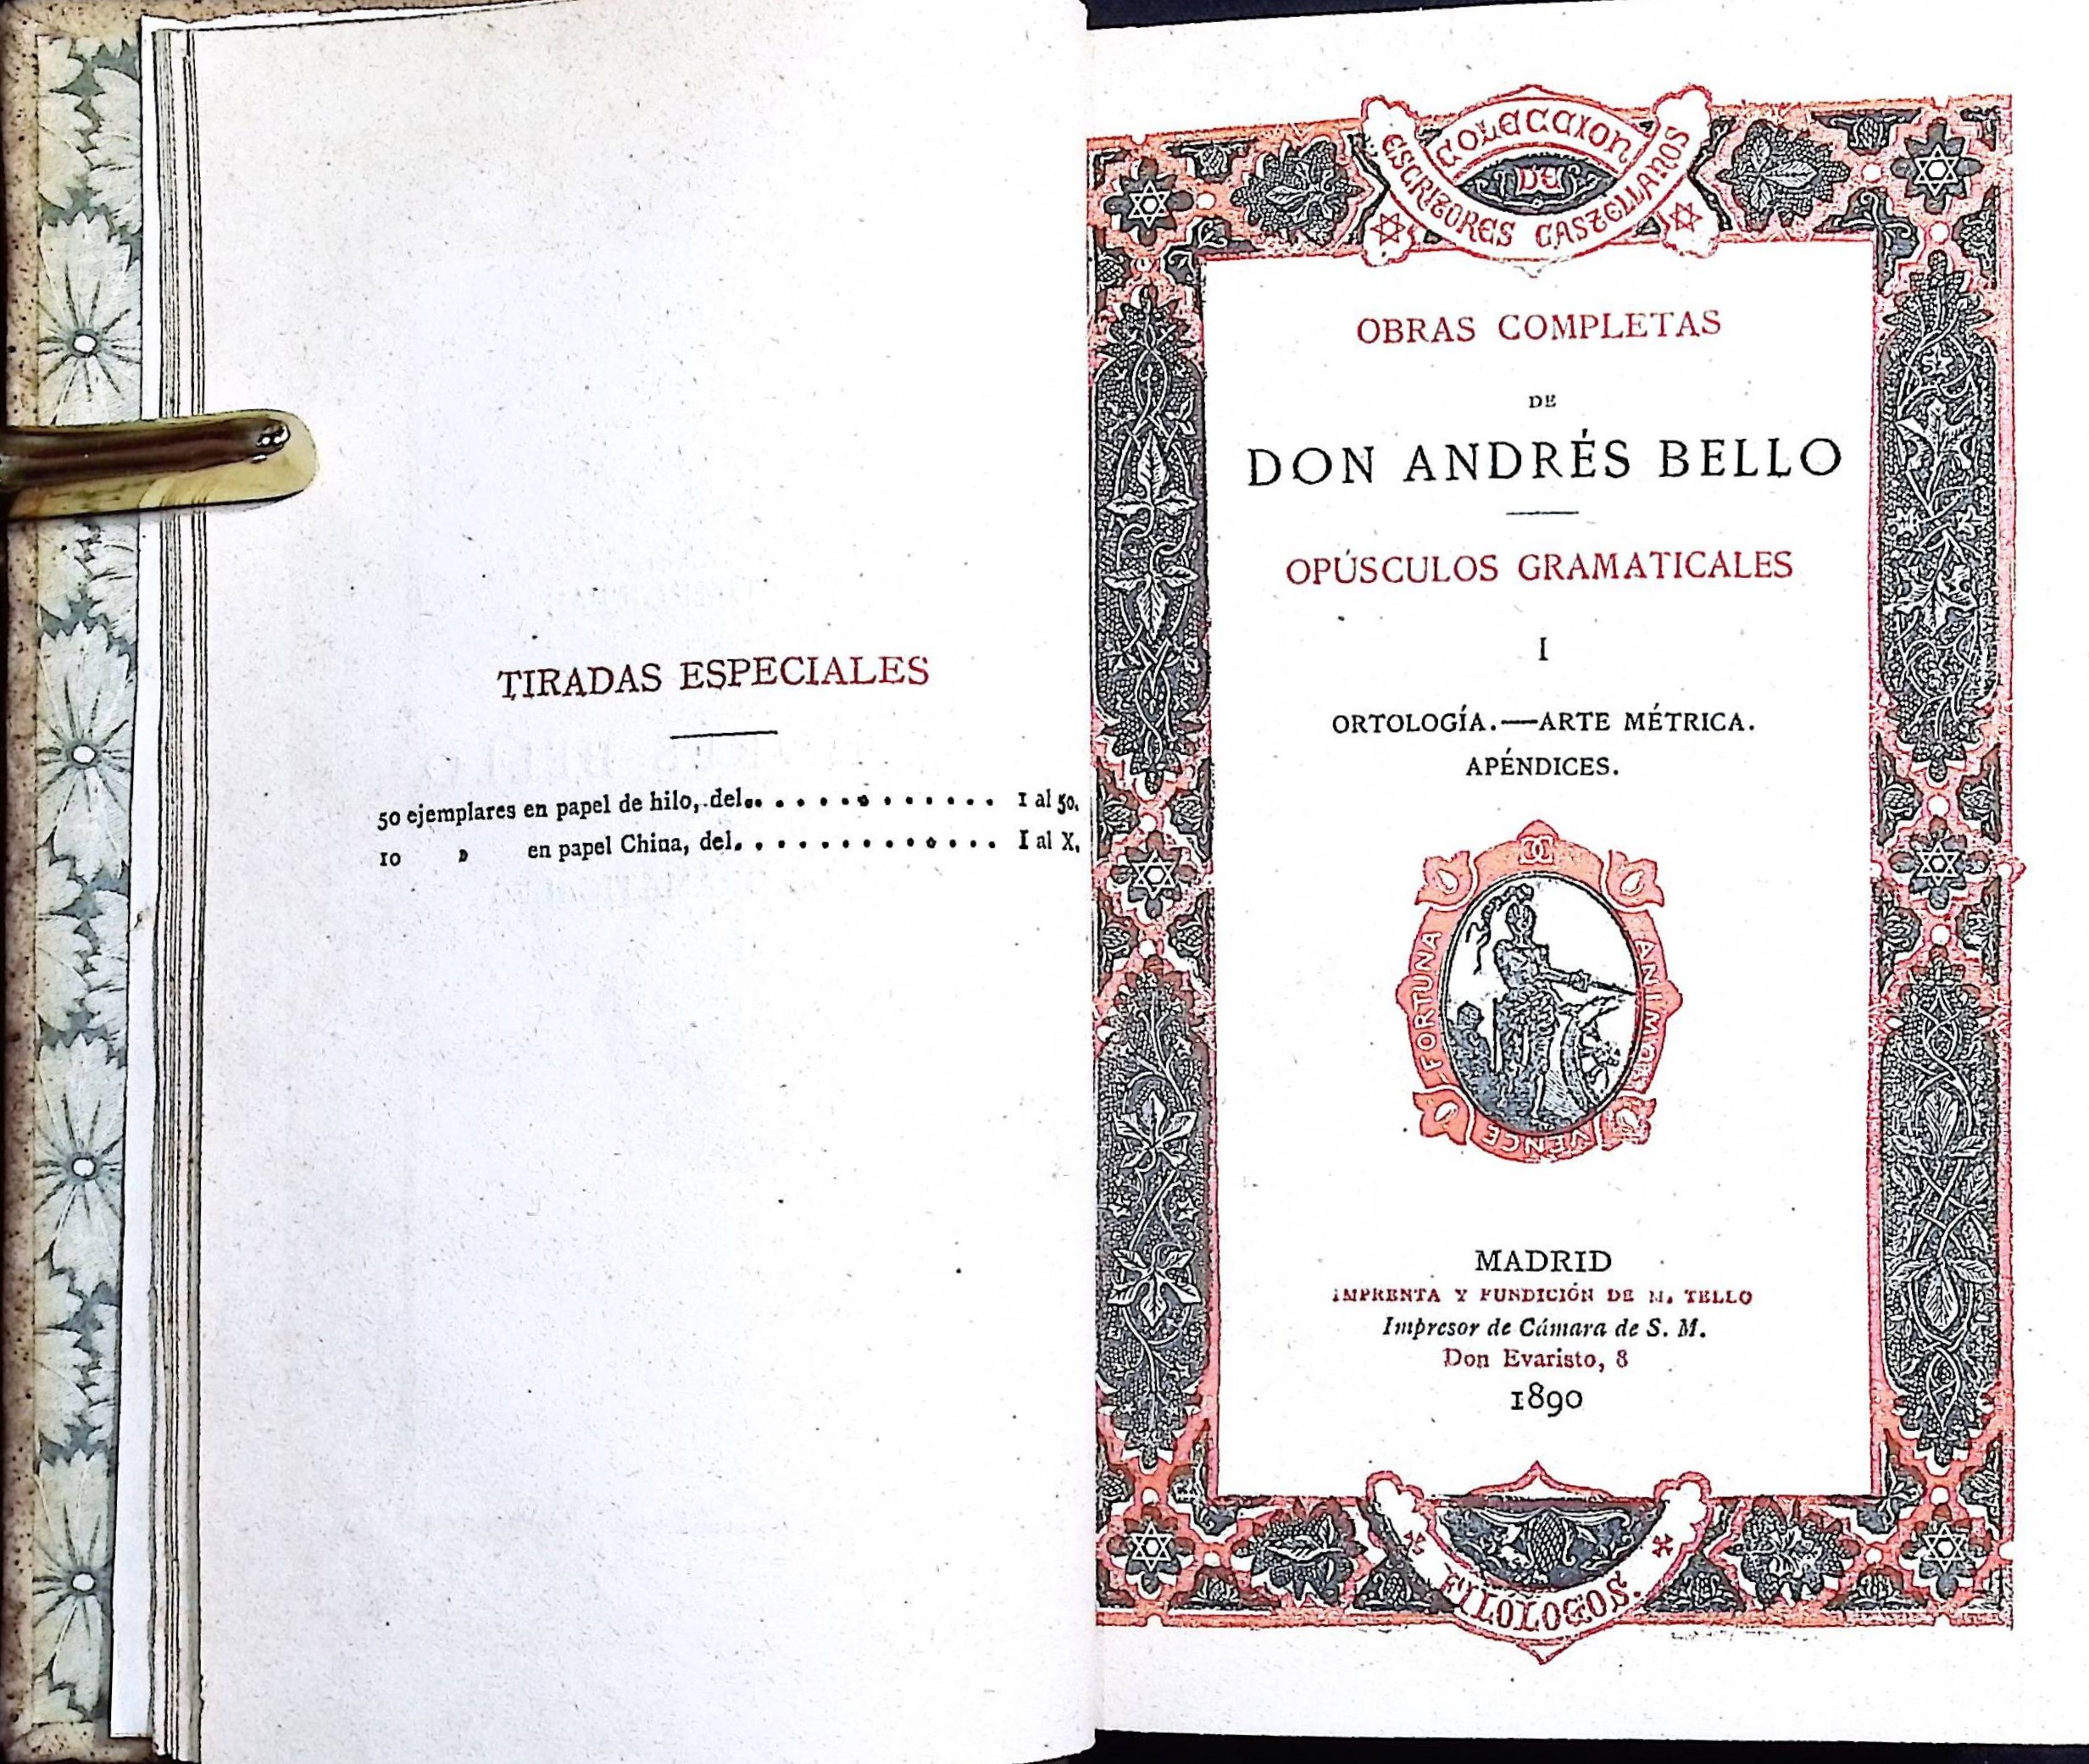 TIRADAS ESPECIALES
50 ejemplares en papel de hilo, del. . . . . . . . . . . . . 1 al 50.
10 » en papel China, del. . . . . . . . . . . . . I al X.
COLECCION
DE
ESCRITORES CASTELLANOS
OBRAS COMPLETAS
DE
DON ANDRÉS BELLO
OPÚSCULOS GRAMATICALES
I
ORTOLOGÍA.—ARTE MÉTRICA.
APÉNDICES.
FORTUNA
VENCE
MADRID
IMPRENTA Y FUNDICIÓN DE M. TELLO
Impresor de Cámara de S. M.
Don Evaristo, 8
1890
FILOLOGOS.